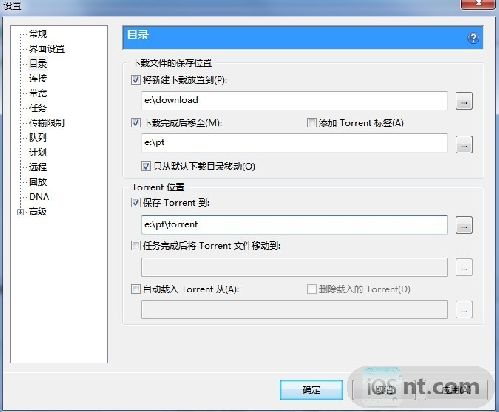 设置
常规
界面设置
目录
连接
带宽
任务
传输限制
队列
计划
远程
回放
DNA
高级
目录
下载文件的保存位置
将新建下载放置到(P):
e:\download
...
下载完成后移至(M):
添加 Torrent 标签(A)
e:\pt
...
只从默认下载目录移动(O)
Torrent 位置
保存 Torrent 到:
e:\pt\torrent
...
任务完成后将 Torrent 文件移动到:
...
自动载入 Torrent 从(A):
删除载入的 Torrent(D)
...
确定
nt.com